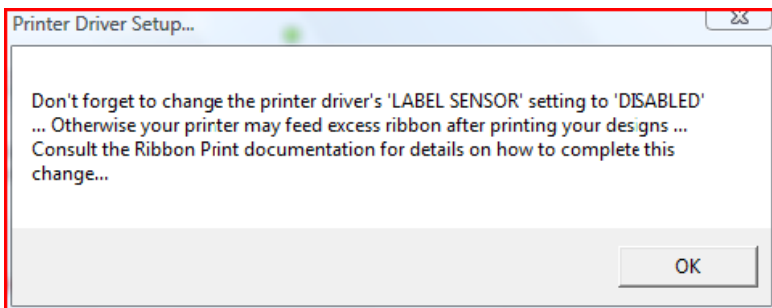 Printer Driver Setup...
Don't forget to change the printer driver's 'LABEL SENSOR' setting to 'DISABLED'
... Otherwise your printer may feed excess ribbon after printing your designs ...
Consult the Ribbon Print documentation for details on how to complete this
change...
OK